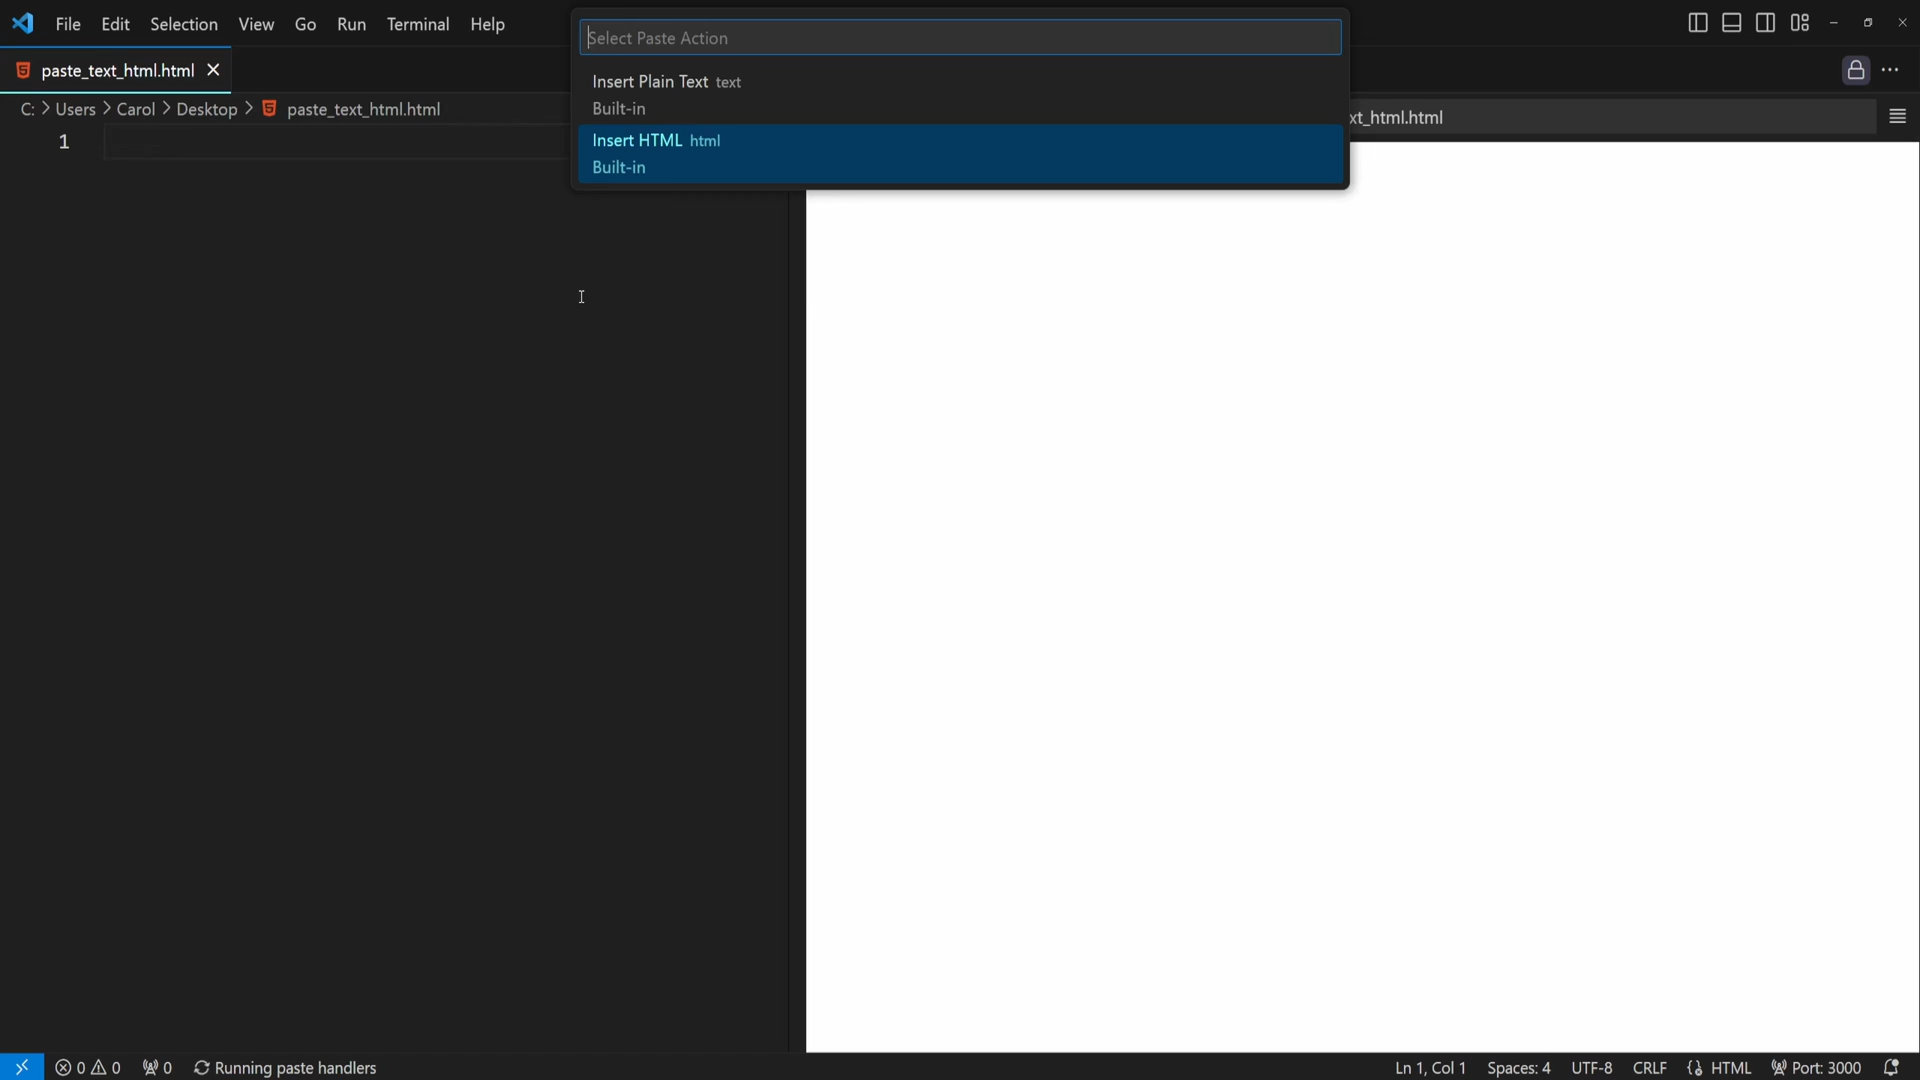 File Edit Selection View Go Run Terminal Help
Select Paste Action
Insert Plain Text text
Built-in
Insert HTML html
Built-in
paste_text_html.html
C: > Users > Carol > Desktop > paste_text_html.html
xt_html.html
1
0 0 0 Running paste handlers
Ln 1, Col 1 Spaces: 4 UTF-8 CRLF {} HTML Port: 3000